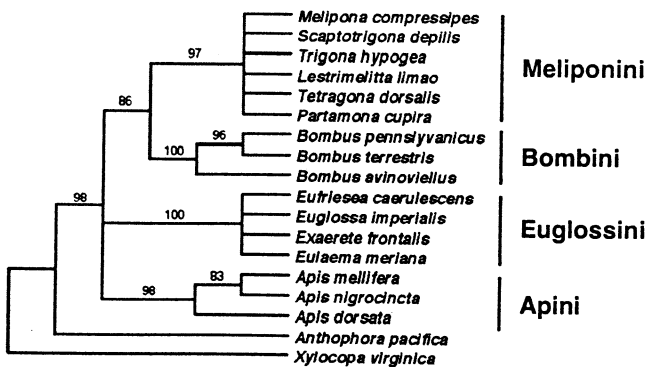 Melipona compressipes
Scaptotrigona depilis
97
Trigona hypogea
Meliponini
Lestrimelitta limao
86
Tetragona dorsalis
Partamona cupira
96
Bombus pennslyvanicus
100
Bombus terrestris
Bombini
Bombus avinoviellus
98
Eufriesea caerulescens
100
Euglossa imperialis
Euglossini
Exaerete frontalis
Eulaema meriana
83
Apis mellifera
98
Apis nigrocincta
Apini
Apis dorsata
Anthophora pacifica
Xylocopa virginica